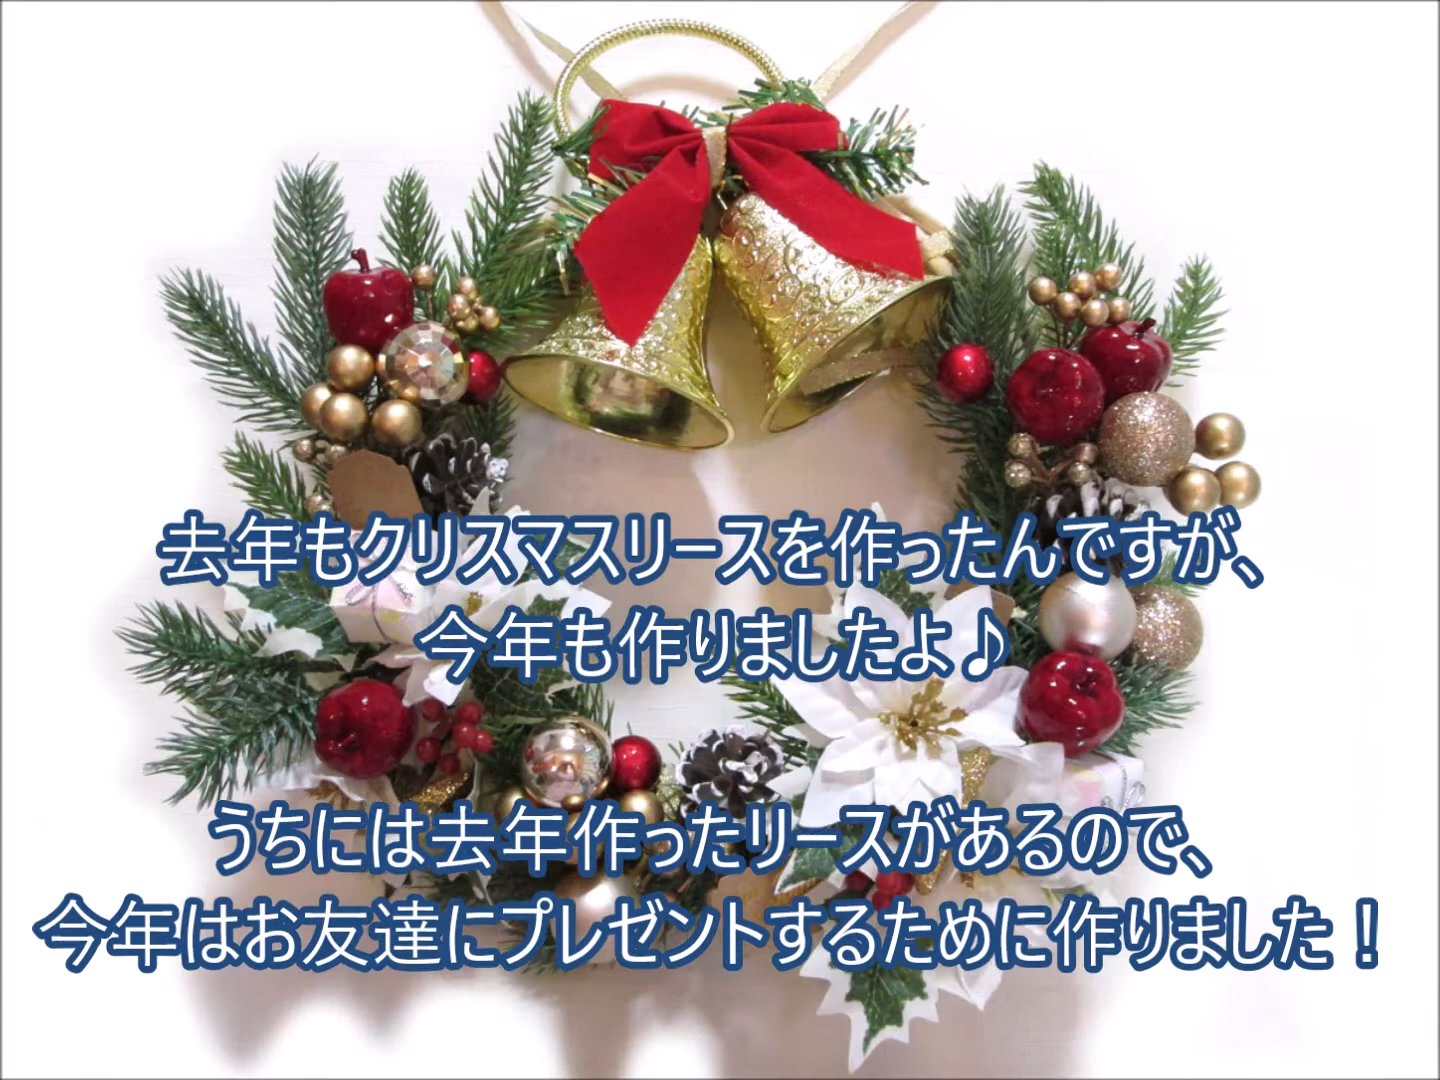 去年もクリスマスリースを作ったんですが、
今年も作りましたよ♪
うちには去年作ったリースがあるので、
今年はお友達にプレゼントするために作りました！